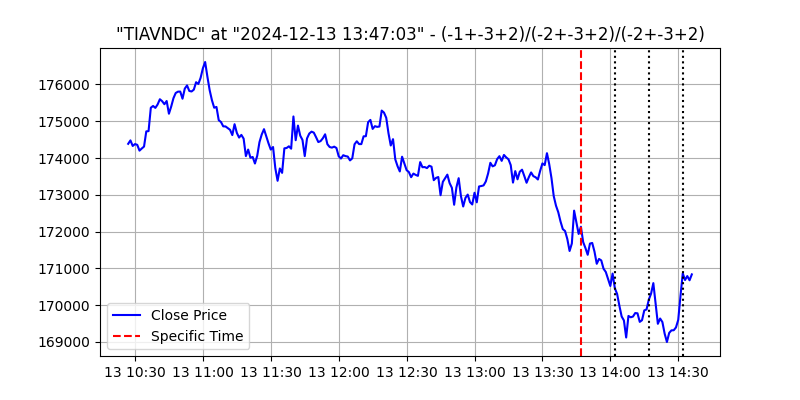 "TIAVNDC" at "2024-12-13 13:47:03" - (-1+-3+2)/(-2+-3+2)/(-2+-3+2)
176000
175000
174000
173000
172000
171000
170000
169000
Close Price
Specific Time
13 10:30 13 11:00 13 11:30 13 12:00 13 12:30 13 13:00 13 13:30 13 14:00 13 14:30